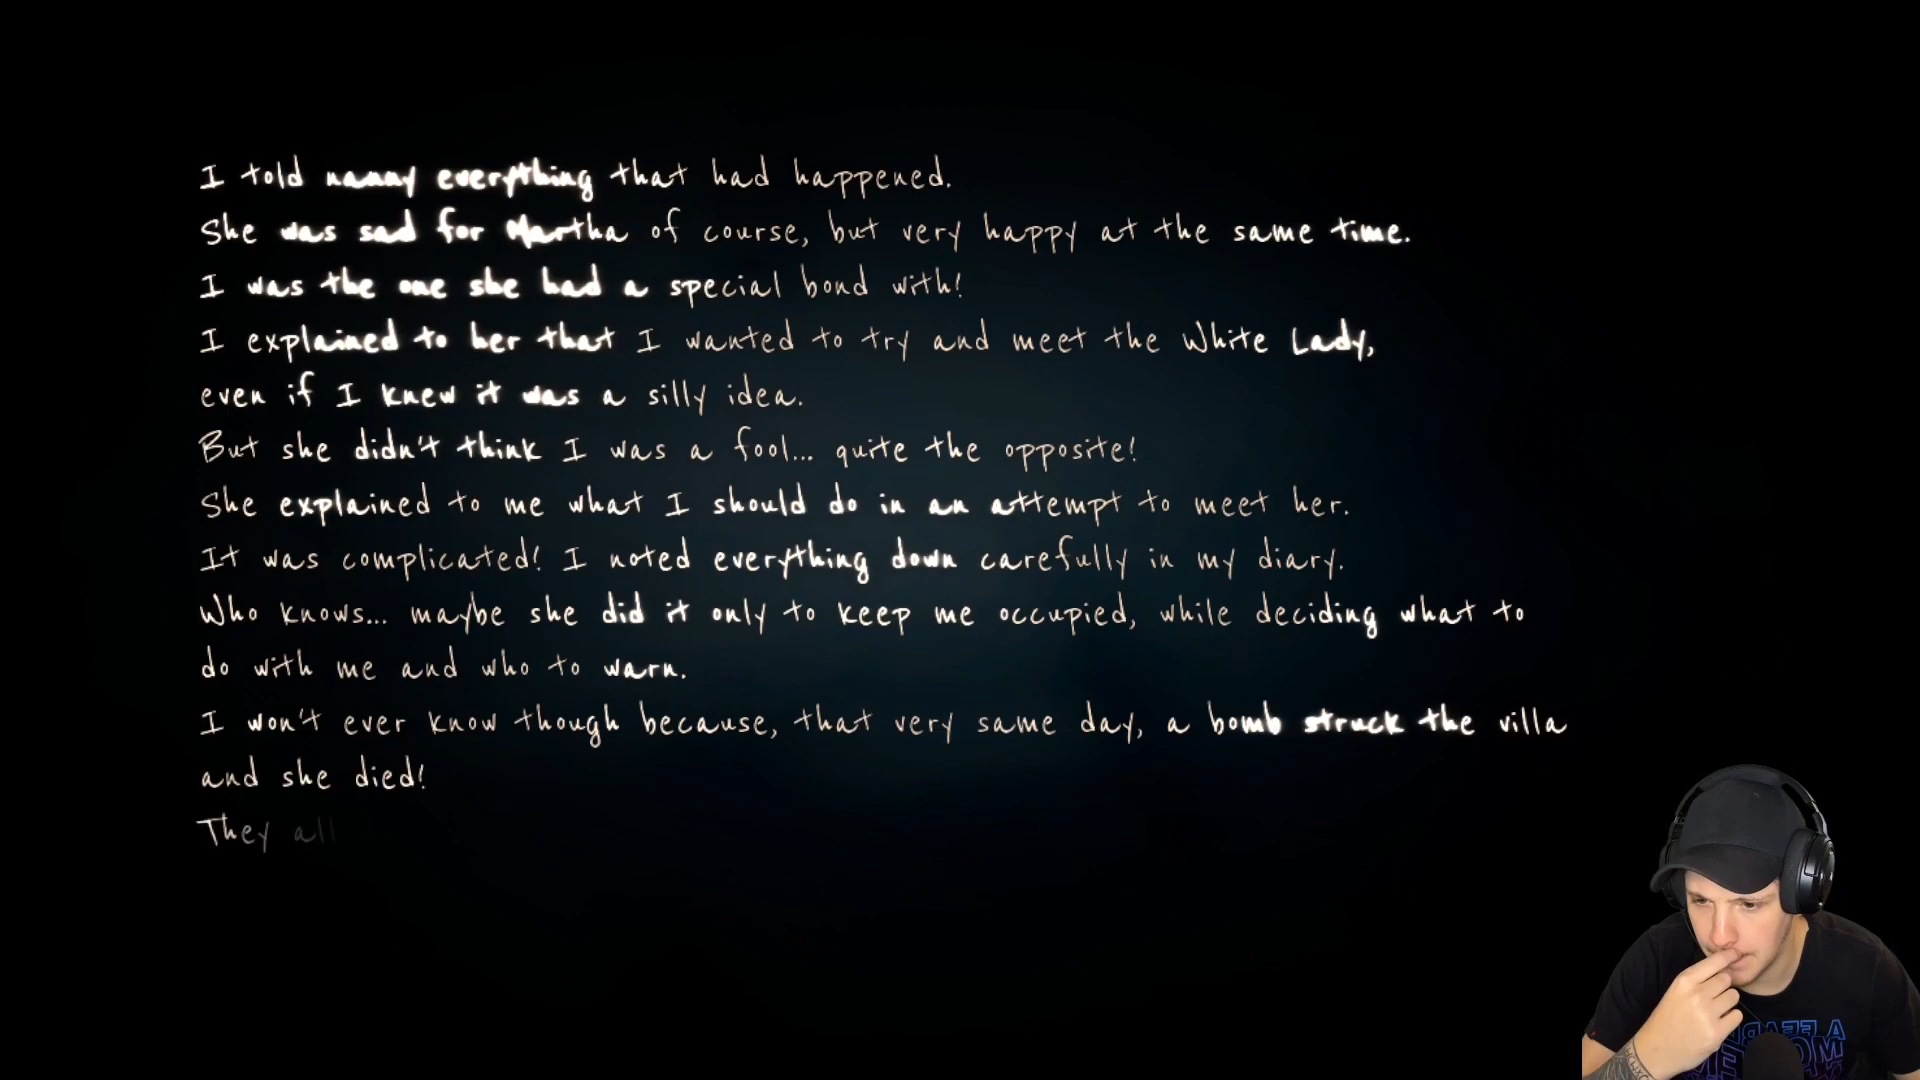 I told nanny everything that had happened.
She was sad for Martha of course, but very happy at the same time.
I was the one she had a special bond with!
I explained to her that I wanted to try and meet the White Lady,
even if I knew it was a silly idea.
But she didn't think I was a fool... quite the opposite!
She explained to me what I should do in an attempt to meet her.
It was complicated! I noted everything down carefully in my diary.
Who knows... maybe she did it only to keep me occupied, while deciding what to
do with me and who to warn.
I won't ever know though because, that very same day, a bomb struck the villa
and she died!
They all